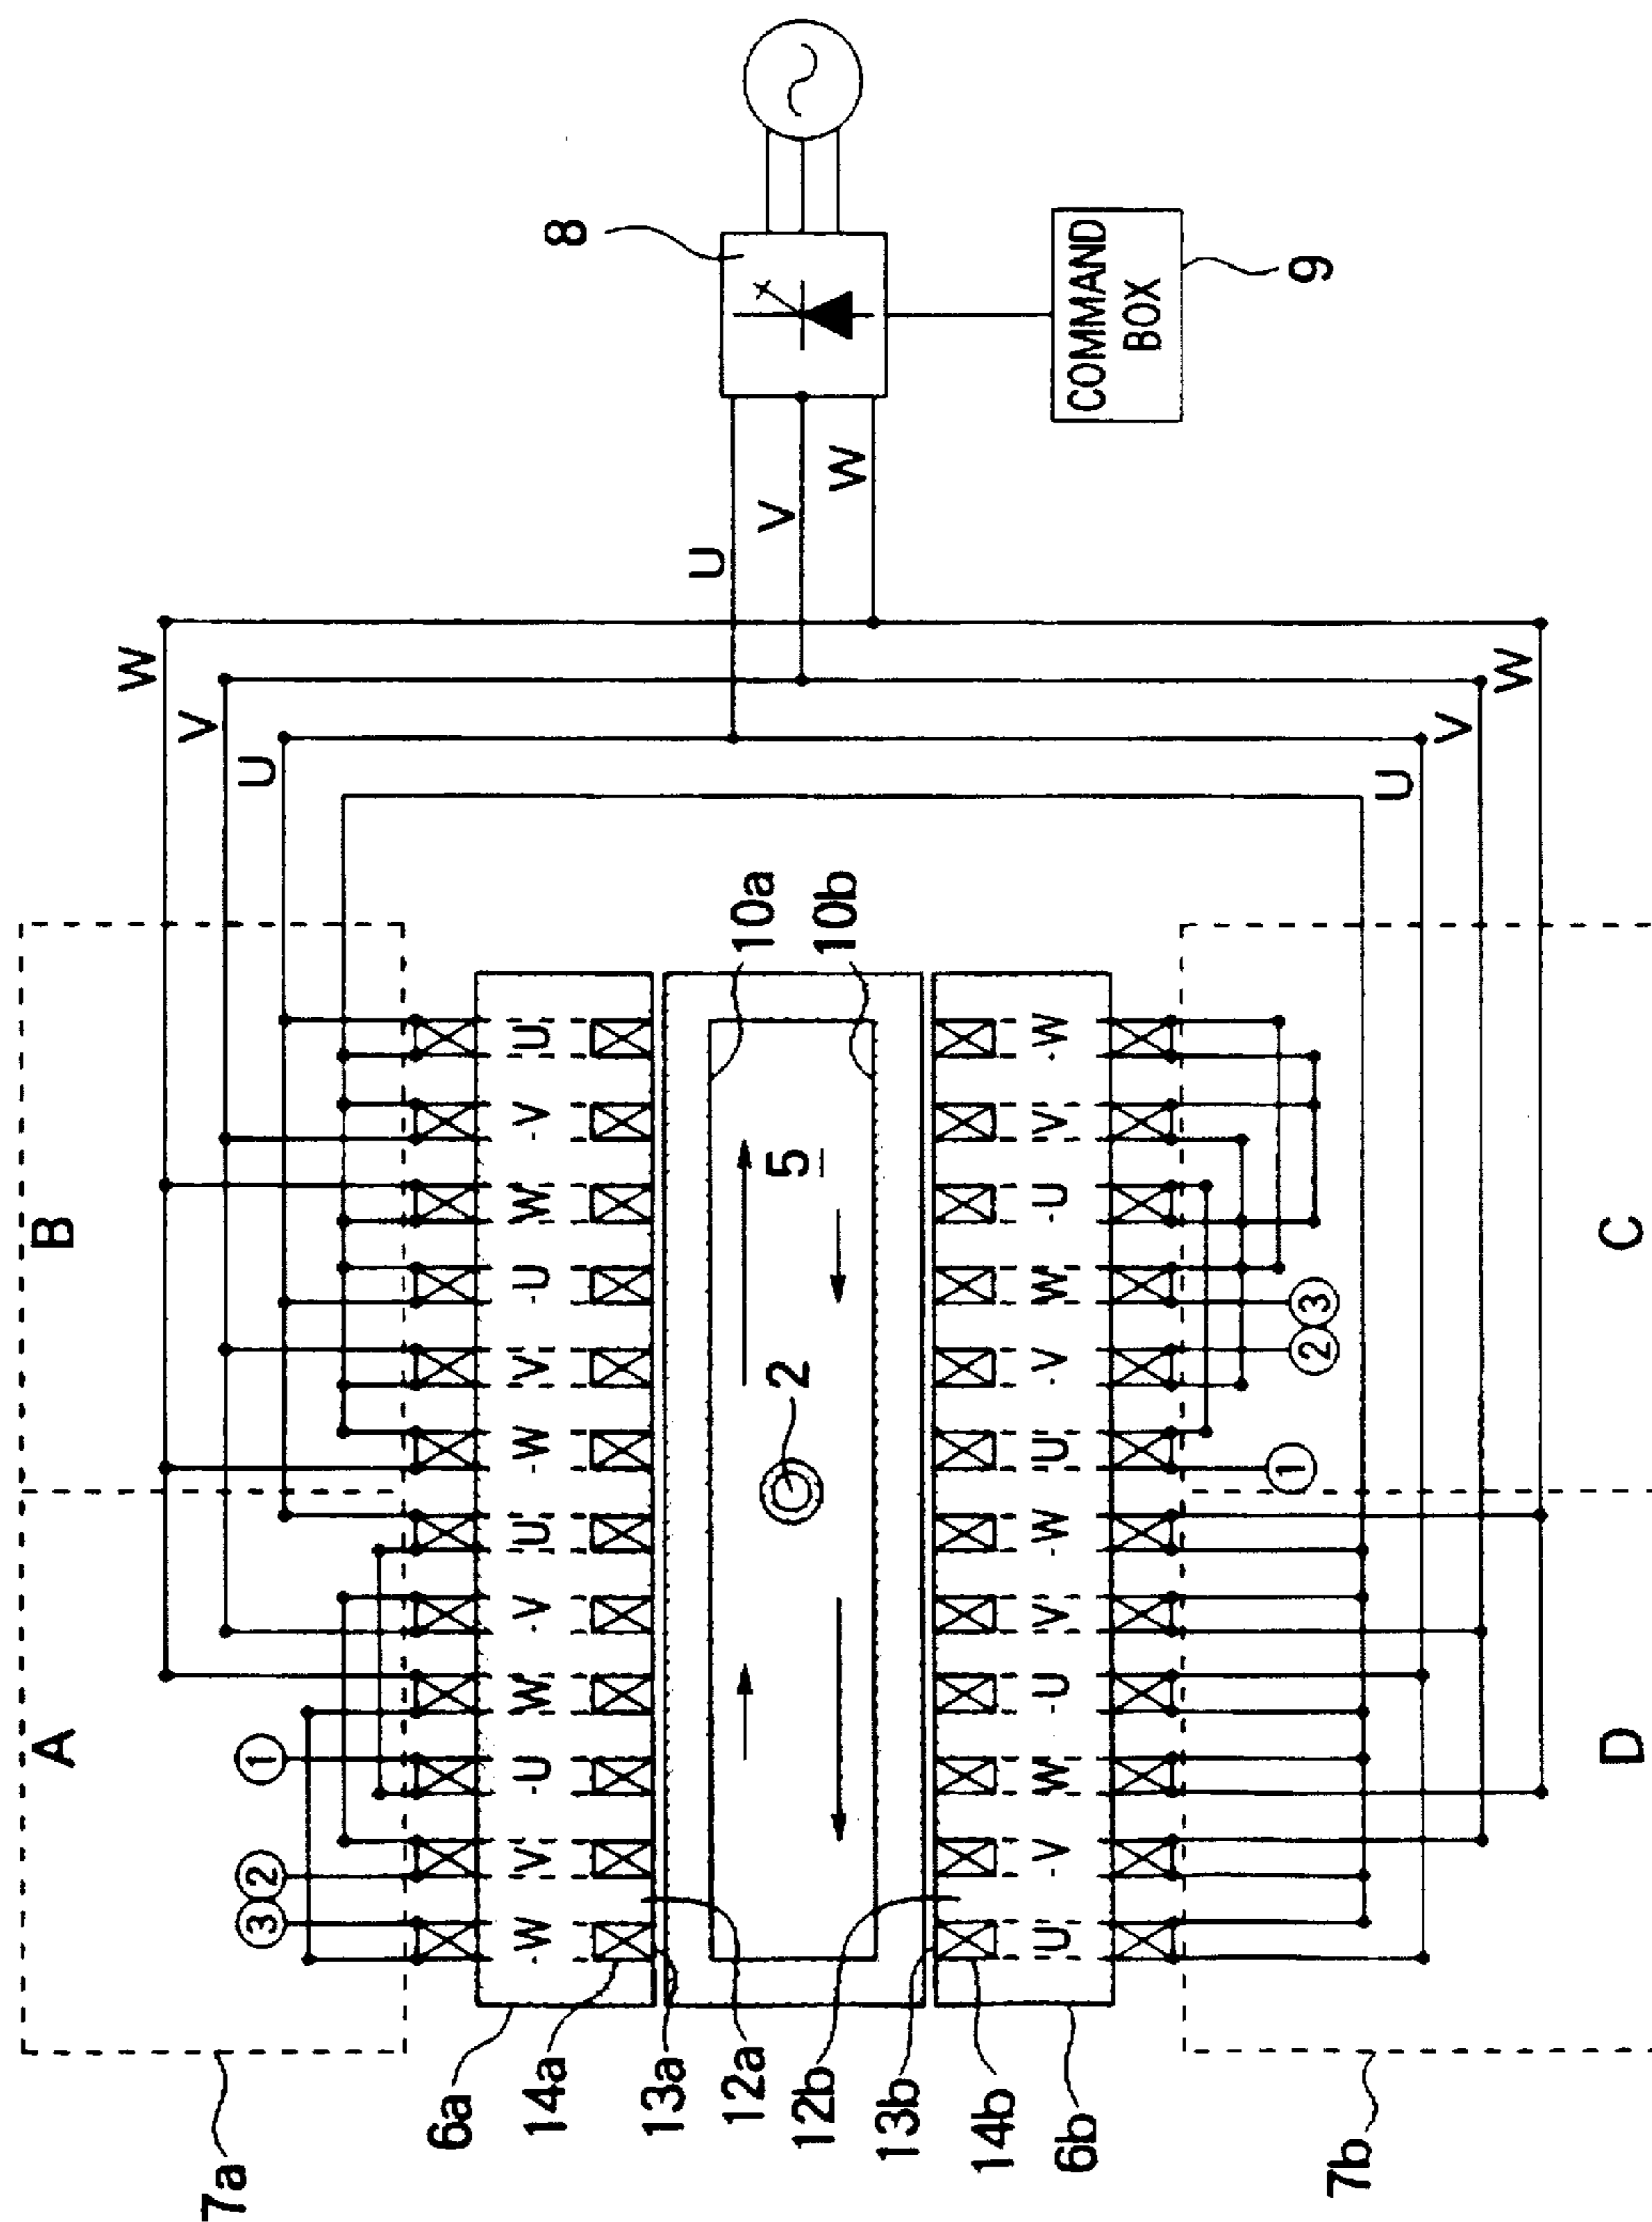 A
B
W
V
U
7a
③
②
①
-W
V
-U
W
-V
U
-W
V
-U
W
-V
U
6a
14a
13a
12a
10a
2
5
10b
12b
13b
14b
6b
U
-V
W
-U
V
-W
U
-V
W
-U
V
-W
8
U
V
W
COMMAND
BOX
9
①
②
③
7b
U
V
W
D
C